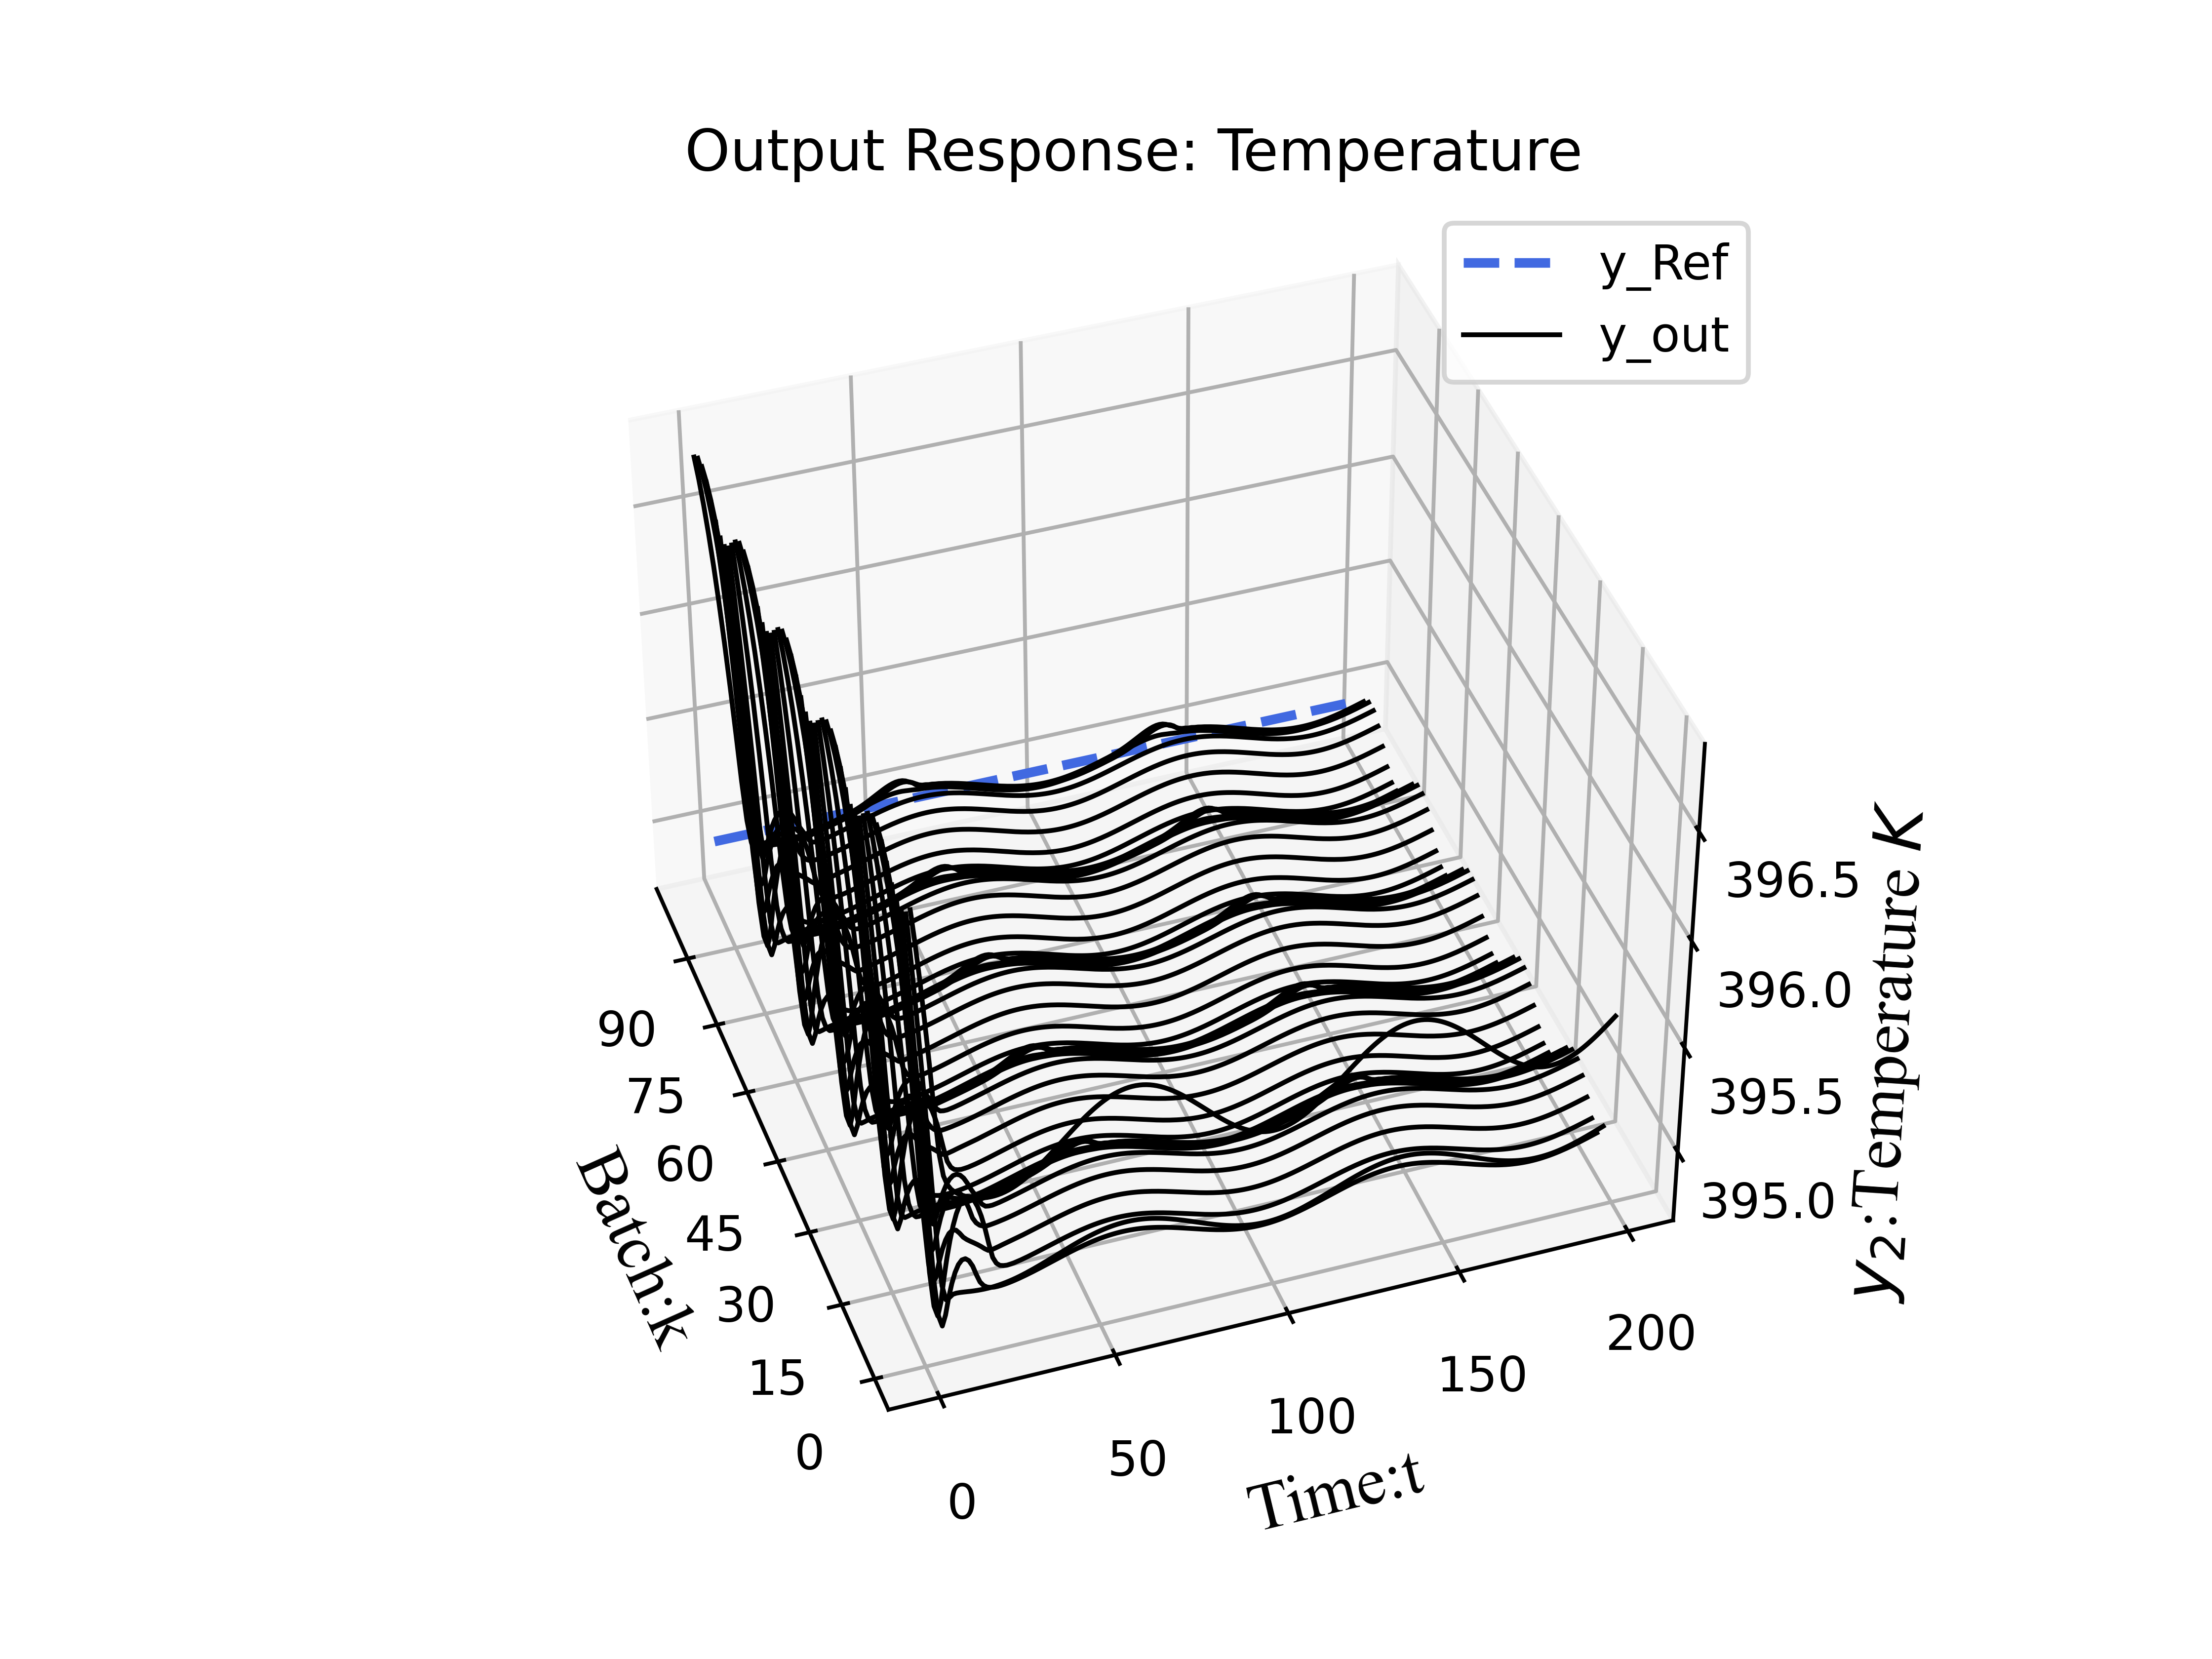 Output Response: Temperature
y_Ref
y_out
396.5
396.0
395.5
395.0
y₂:Temperature K
90
75
60
45
30
15
0
Batch:k
0
50
100
150
200
Time:t